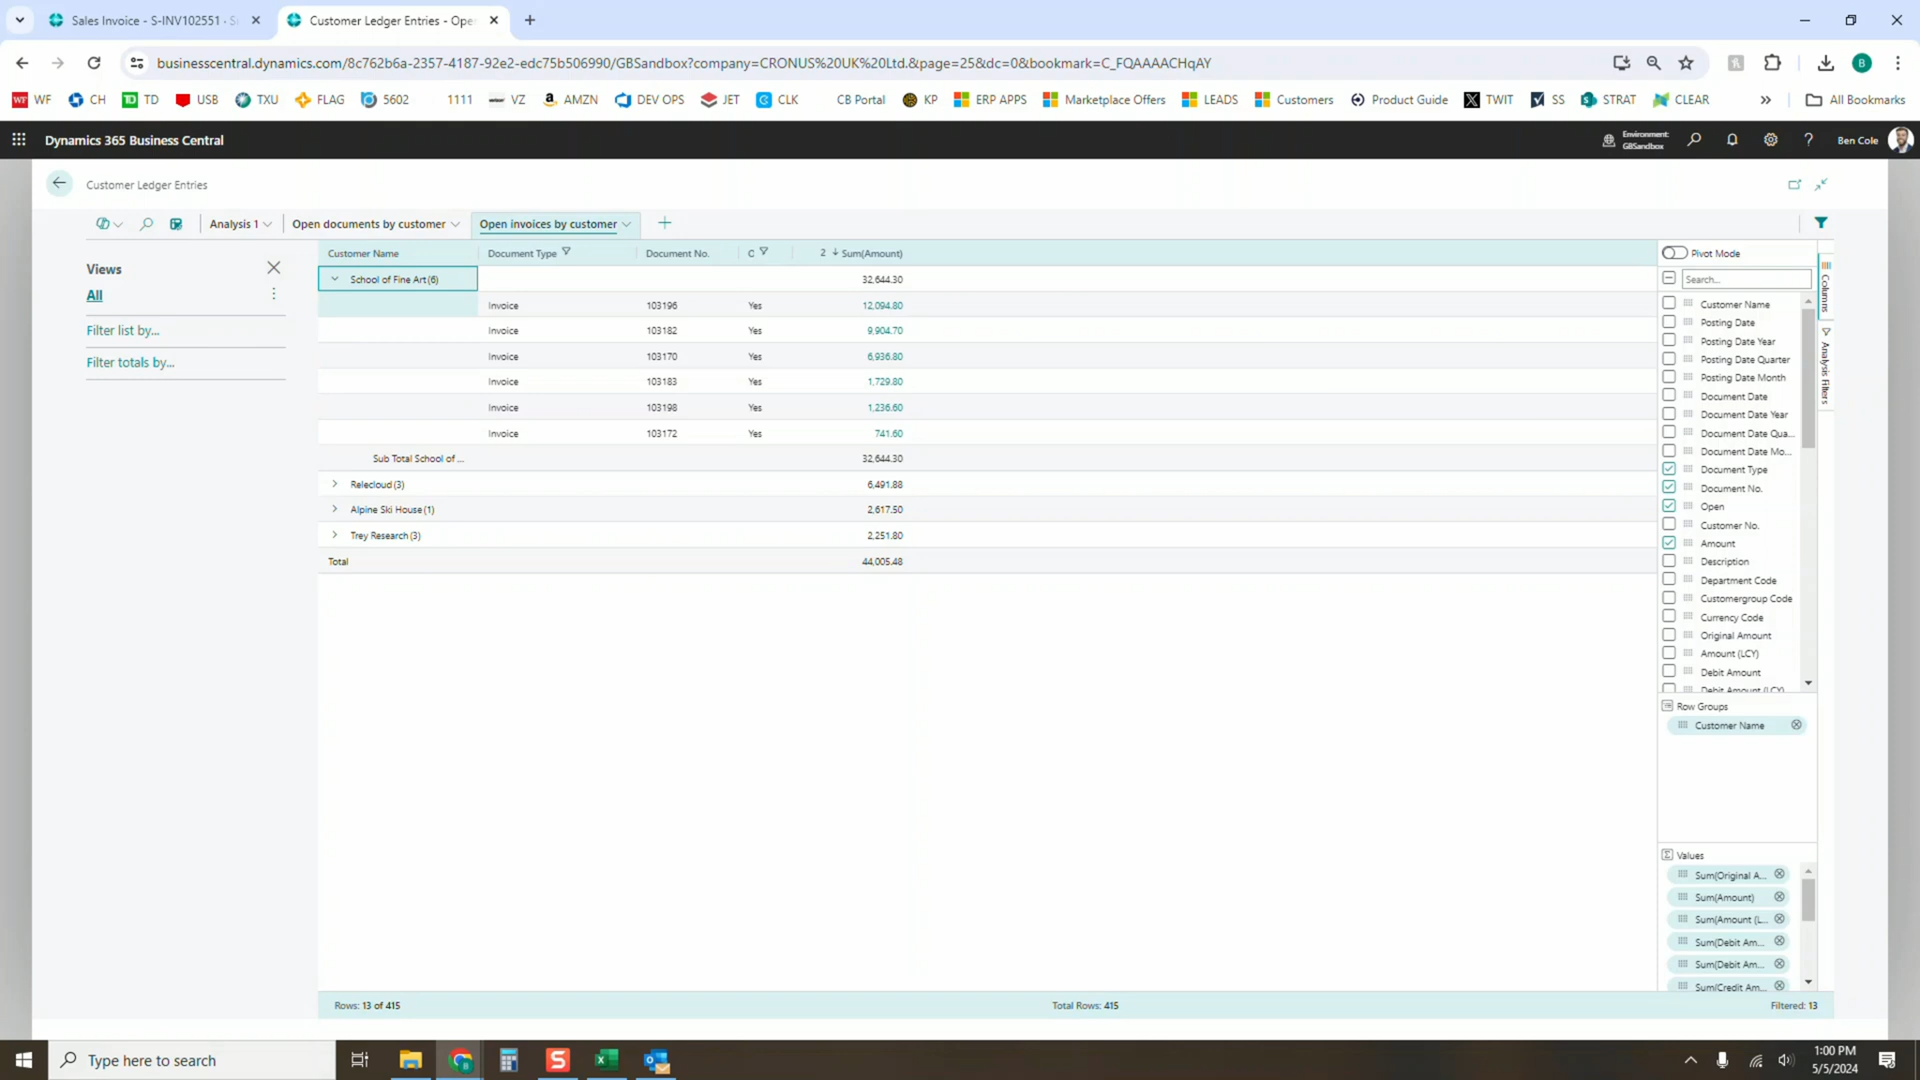 Sales Invoice - S-INV102551 · S
Customer Ledger Entries - Ope
businesscentral.dynamics.com/8c762b6a-2357-4187-92e2-edc75b506990/GBSandbox?company=CRONUS%20UK%20Ltd.&page=25&dc=0&bookmark=C_FQAAAACHqAY
B
WF CH TD USB TXU FLAG 5602 1111 VZ AMZN DEV OPS JET CLK CB Portal KP ERP APPS Marketplace Offers LEADS Customers Product Guide TWIT SS STRAT CLEAR » All Bookmarks
Dynamics 365 Business Central
Environment:
GBSandbox
Ben Cole
Customer Ledger Entries
Analysis 1
Open documents by customer
Open invoices by customer
Views
All
Filter list by...
Filter totals by...
Customer Name Document Type Document No. O 2 Sum(Amount)
School of Fine Art (6) 32,644.30
Invoice 103196 Yes 12,094.80
Invoice 103182 Yes 9,904.70
Invoice 103170 Yes 6,936.80
Invoice 103183 Yes 1,729.80
Invoice 103198 Yes 1,236.60
Invoice 103172 Yes 741.60
Sub Total School of ... 32,644.30
Relecloud (3) 6,491.88
Alpine Ski House (1) 2,617.50
Trey Research (3) 2,251.80
Total 44,005.48
Pivot Mode
Search...
Customer Name
Posting Date
Posting Date Year
Posting Date Quarter
Posting Date Month
Document Date
Document Date Year
Document Date Qua...
Document Date Mo...
Document Type
Document No.
Open
Customer No.
Amount
Description
Department Code
Customergroup Code
Currency Code
Original Amount
Amount (LCY)
Debit Amount
Debit Amount (LCY)
Columns
Analysis Filters
Row Groups
Customer Name
Values
Sum(Original A...
Sum(Amount)
Sum(Amount (L...
Sum(Debit Am...
Sum(Debit Am...
Sum(Credit Am...
Rows: 13 of 415
Total Rows: 415
Filtered: 13
Type here to search
1:00 PM
5/5/2024